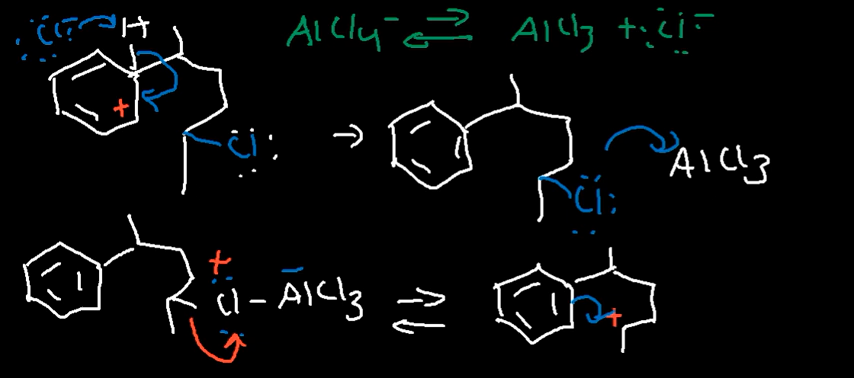 Cl⁻ H AlCl4⁻ ⇌ AlCl3 + Cl⁻
+
Cl → AlCl3
Cl
+
Cl – AlCl3 ⇌ +